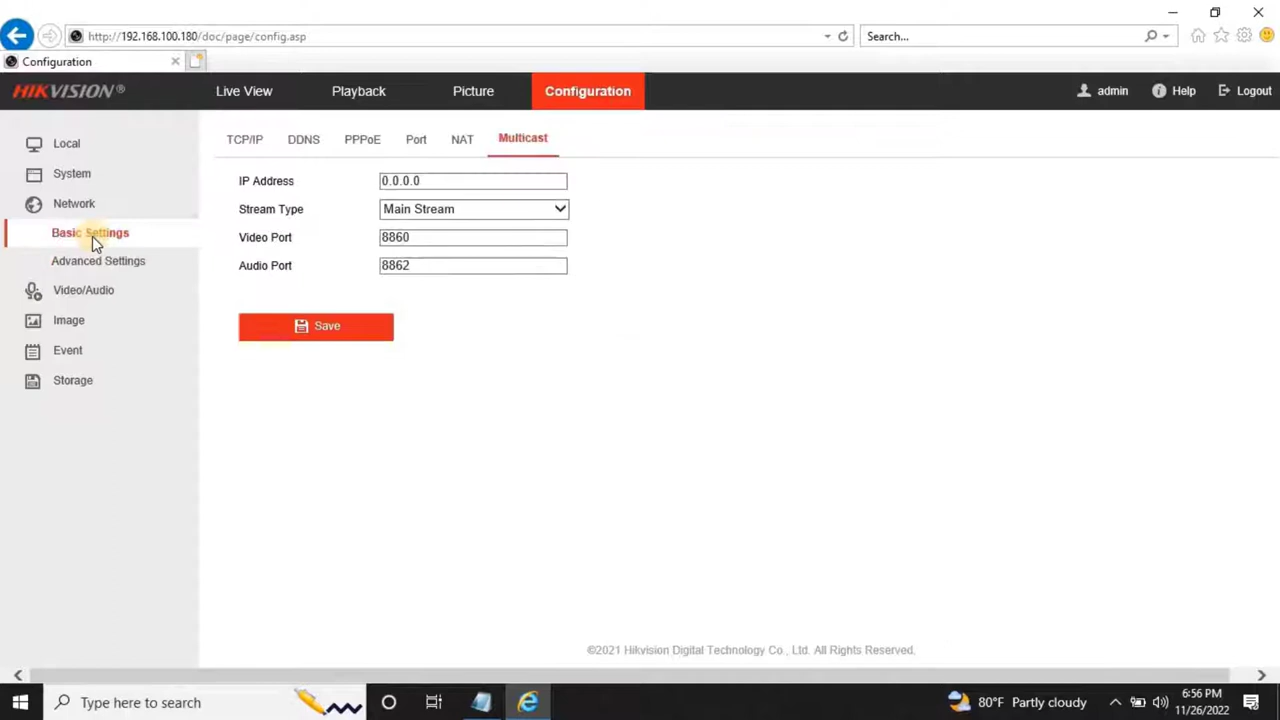 http://192.168.100.180/doc/page/config.asp
Search...
Configuration
HIKVISION®
Live View
Playback
Picture
Configuration
admin
Help
Logout
Local
System
Network
Basic Settings
Advanced Settings
Video/Audio
Image
Event
Storage
TCP/IP
DDNS
PPPoE
Port
NAT
Multicast
IP Address 0.0.0.0
Stream Type Main Stream
Video Port 8860
Audio Port 8862
Save
©2021 Hikvision Digital Technology Co., Ltd. All Rights Reserved.
Type here to search
80°F Partly cloudy
6:56 PM
11/26/2022